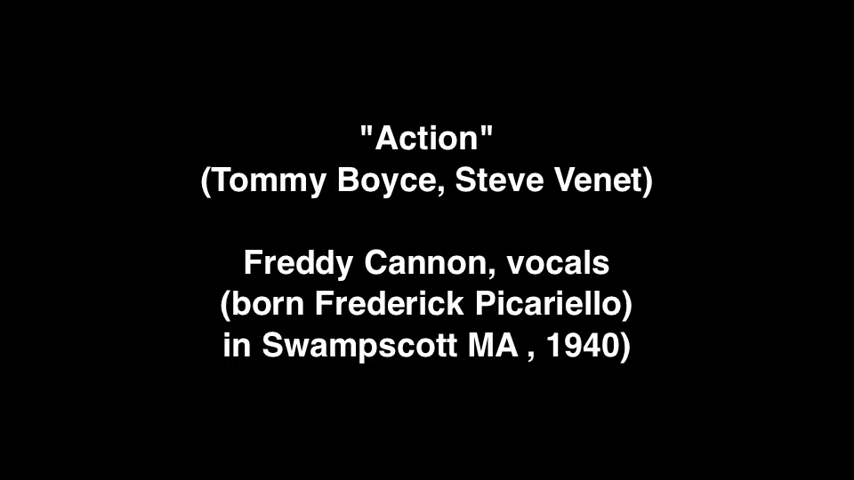 "Action"
(Tommy Boyce, Steve Venet)
Freddy Cannon, vocals
(born Frederick Picariello)
in Swampscott MA , 1940)